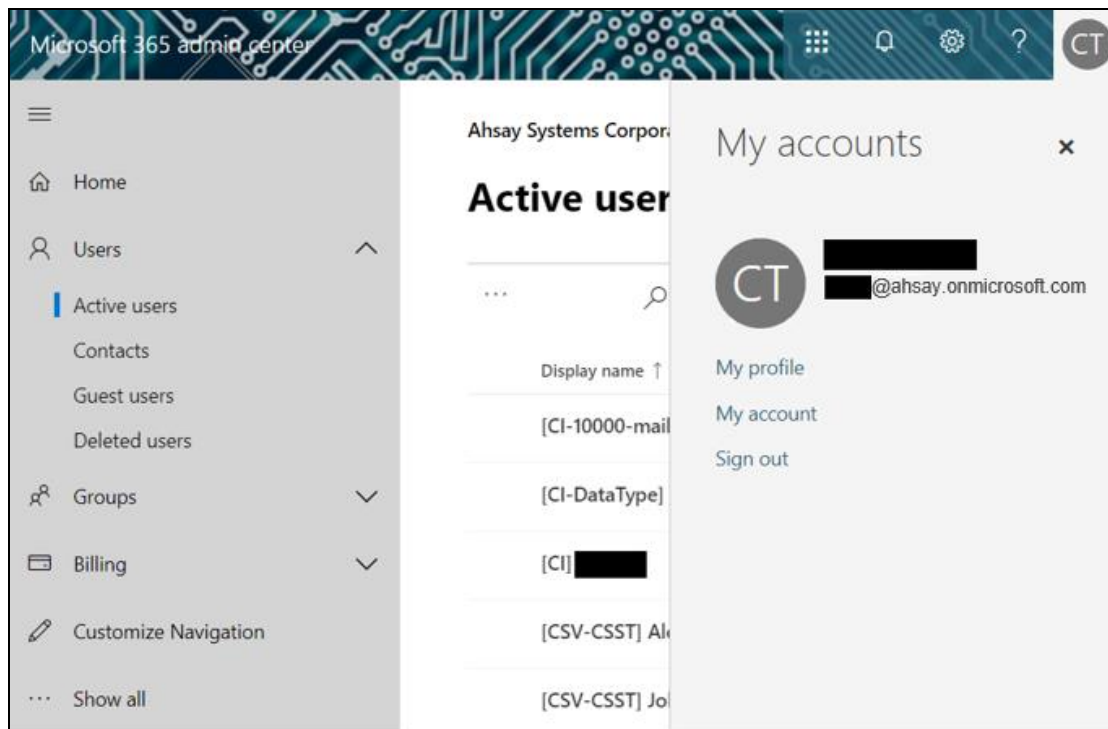 Microsoft 365 admin center
?
CT
Home
Users
Active users
Contacts
Guest users
Deleted users
Groups
Billing
Customize Navigation
Show all
Ahsay Systems Corpora
Active user
Display name ↑
[CI-10000-mail
[CI-DataType]
[CI]
[CSV-CSST] Ale
[CSV-CSST] Jo
My accounts
CT
@ahsay.onmicrosoft.com
My profile
My account
Sign out